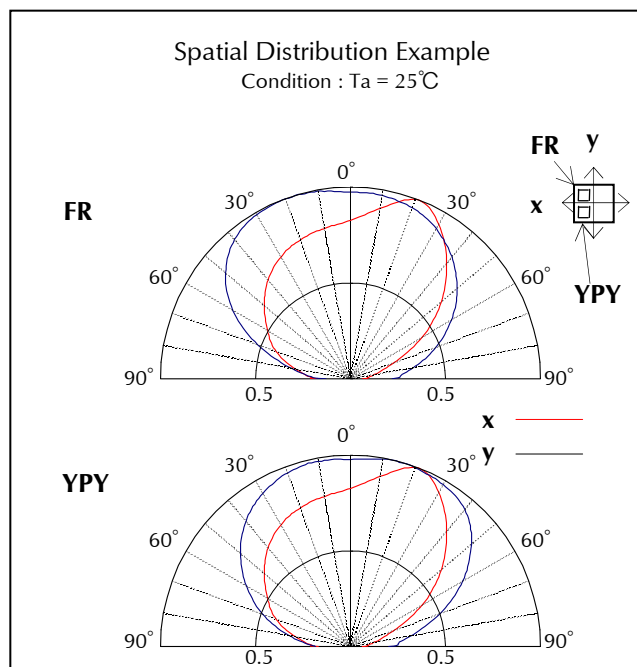 Spatial Distribution Example
Condition : Ta = 25℃
FR y
0°
FR 30° 30° x
60° 60° YPY
90° 90°
0.5 0.5
x
0° y
YPY 30° 30°
60° 60°
90° 90°
0.5 0.5